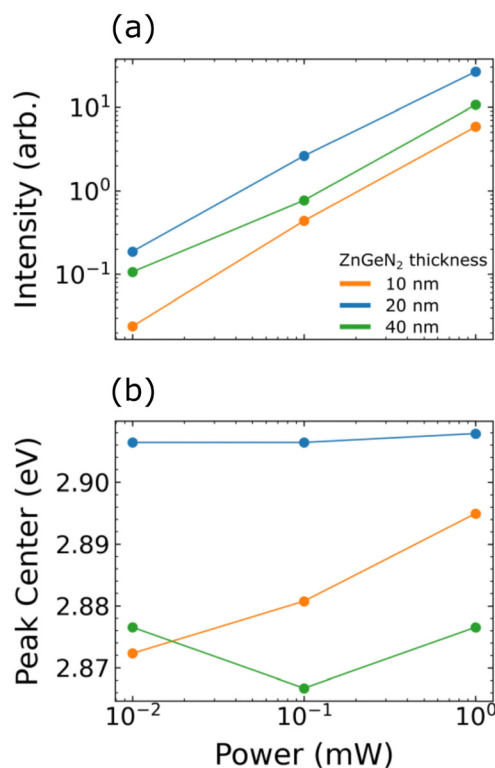 (a)
Intensity (arb.)
10¹
10⁰
10⁻¹
ZnGeN₂ thickness
10 nm
20 nm
40 nm
(b)
Peak Center (eV)
2.90
2.89
2.88
2.87
10⁻²
10⁻¹
10⁰
Power (mW)